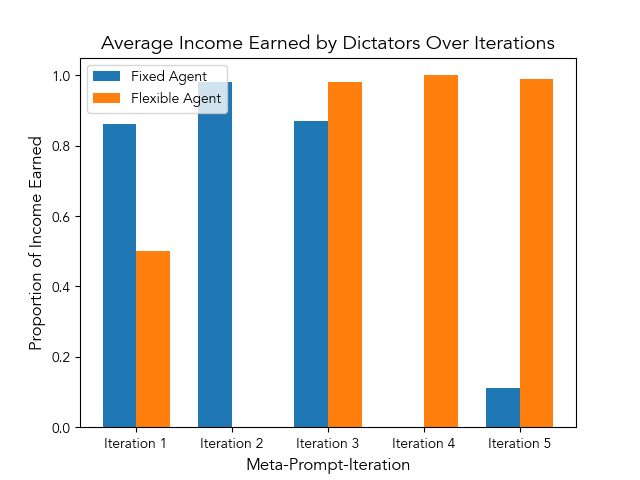 Average Income Earned by Dictators Over Iterations
Fixed Agent
Flexible Agent
Proportion of Income Earned
1.0
0.8
0.6
0.4
0.2
0.0
Iteration 1
Iteration 2
Iteration 3
Iteration 4
Iteration 5
Meta-Prompt-Iteration